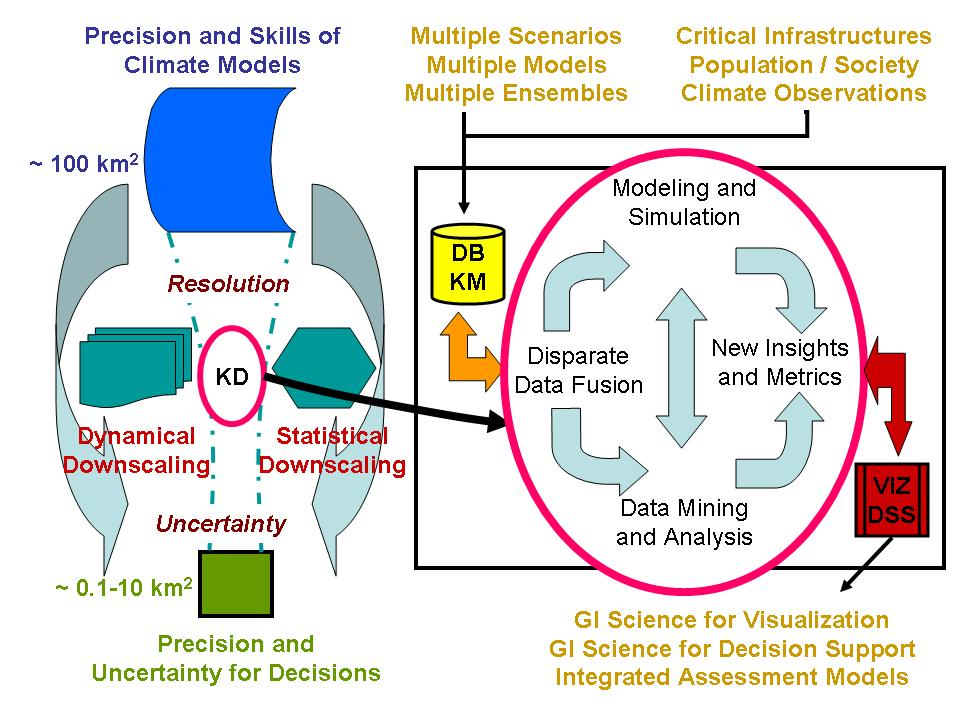 Precision and Skills of
Climate Models
Multiple Scenarios
Multiple Models
Multiple Ensembles
Critical Infrastructures
Population / Society
Climate Observations
~ 100 km²
Resolution
KD
Dynamical
Downscaling
Statistical
Downscaling
Uncertainty
~ 0.1-10 km²
Precision and
Uncertainty for Decisions
DB
KM
Modeling and
Simulation
Disparate
Data Fusion
New Insights
and Metrics
Data Mining
and Analysis
VIZ
DSS
GI Science for Visualization
GI Science for Decision Support
Integrated Assessment Models